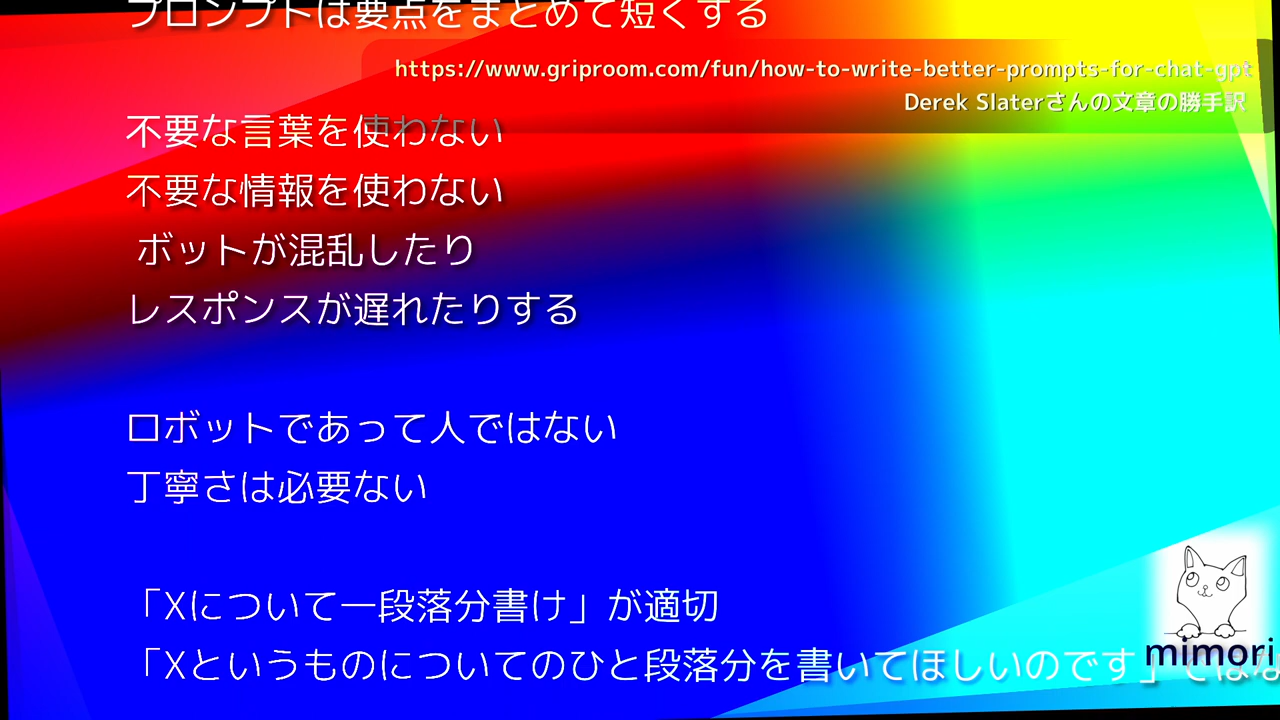 プロンプトは要点をまとめて短くする
https://www.griproom.com/fun/how-to-write-better-prompts-for-chat-gpt
Derek Slaterさんの文章の勝手訳
不要な言葉を使わない
不要な情報を使わない
ボットが混乱したり
レスポンスが遅れたりする
ロボットであって人ではない
丁寧さは必要ない
「Xについて一段落分書け」が適切
「Xというものについてのひと段落分を書いてほしいのです」ではな
mimori